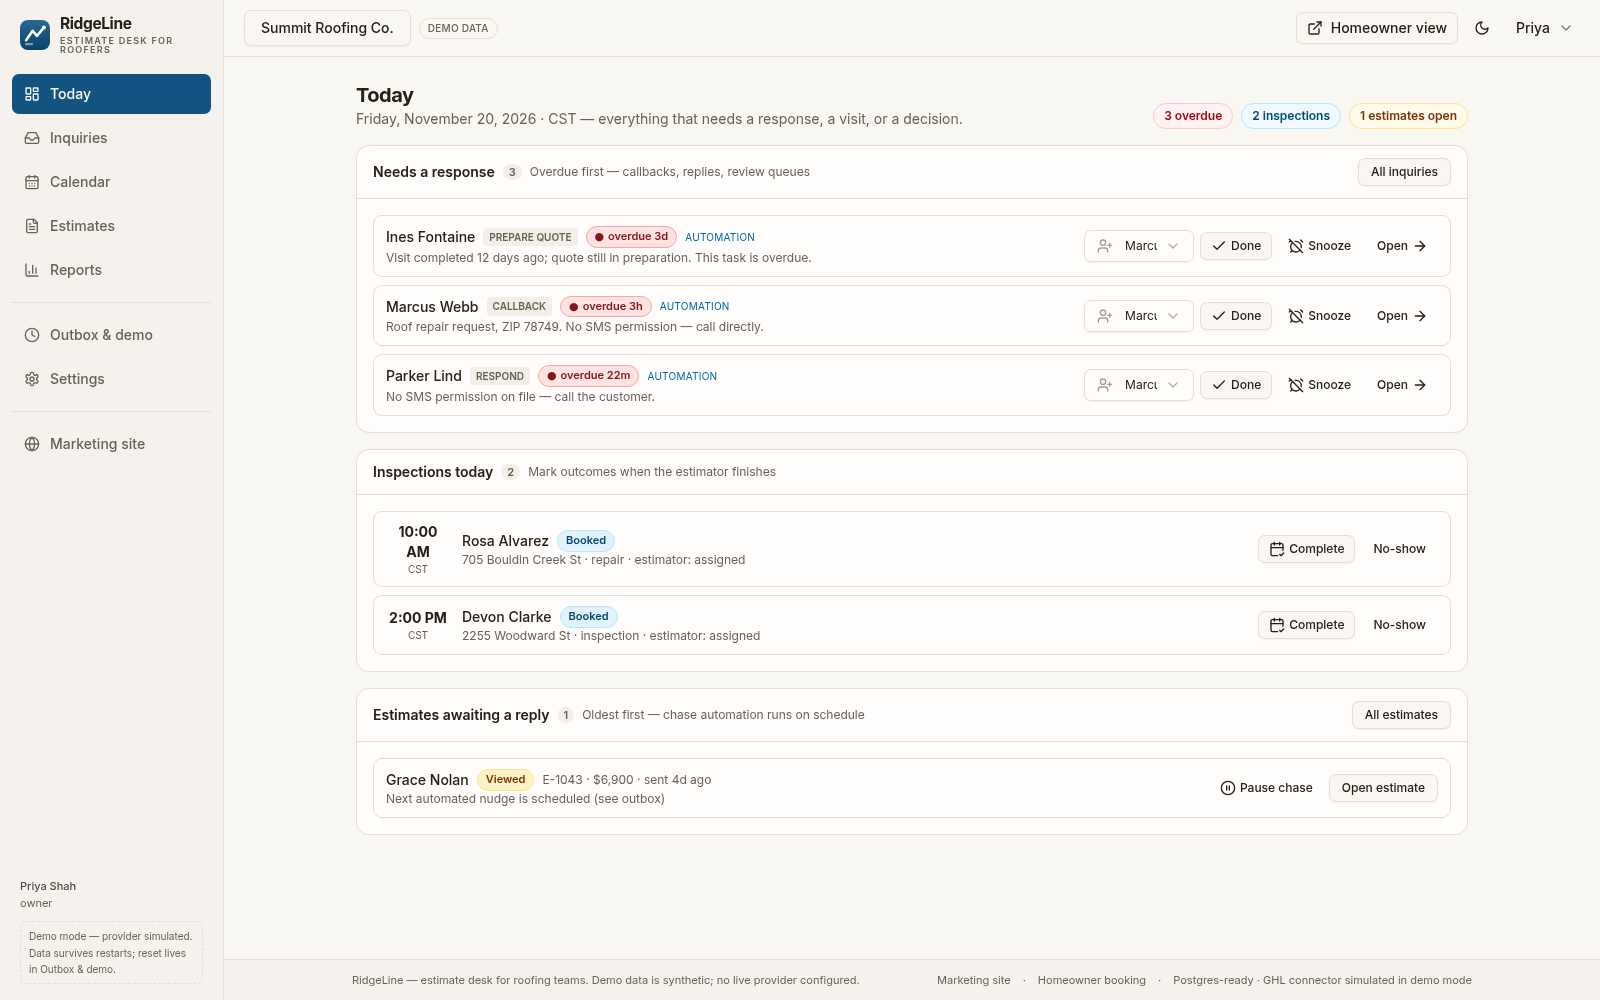 RidgeLine
ESTIMATE DESK FOR
ROOFERS
Today
Inquiries
Calendar
Estimates
Reports
Outbox & demo
Settings
Marketing site
Priya Shah
owner
Demo mode — provider simulated.
Data survives restarts; reset lives
in Outbox & demo.
Summit Roofing Co. DEMO DATA Homeowner view Priya
Today
Friday, November 20, 2026 · CST — everything that needs a response, a visit, or a decision.
3 overdue 2 inspections 1 estimates open
Needs a response 3 Overdue first — callbacks, replies, review queues All inquiries
Ines Fontaine PREPARE QUOTE overdue 3d AUTOMATION
Visit completed 12 days ago; quote still in preparation. This task is overdue.
Marcu Done Snooze Open
Marcus Webb CALLBACK overdue 3h AUTOMATION
Roof repair request, ZIP 78749. No SMS permission — call directly.
Marcu Done Snooze Open
Parker Lind RESPOND overdue 22m AUTOMATION
No SMS permission on file — call the customer.
Marcu Done Snooze Open
Inspections today 2 Mark outcomes when the estimator finishes
10:00
AM
CST
Rosa Alvarez Booked
705 Bouldin Creek St · repair · estimator: assigned
Complete No-show
2:00 PM
CST
Devon Clarke Booked
2255 Woodward St · inspection · estimator: assigned
Complete No-show
Estimates awaiting a reply 1 Oldest first — chase automation runs on schedule All estimates
Grace Nolan Viewed E-1043 · $6,900 · sent 4d ago
Next automated nudge is scheduled (see outbox)
Pause chase Open estimate
RidgeLine — estimate desk for roofing teams. Demo data is synthetic; no live provider configured. Marketing site · Homeowner booking · Postgres-ready · GHL connector simulated in demo mode